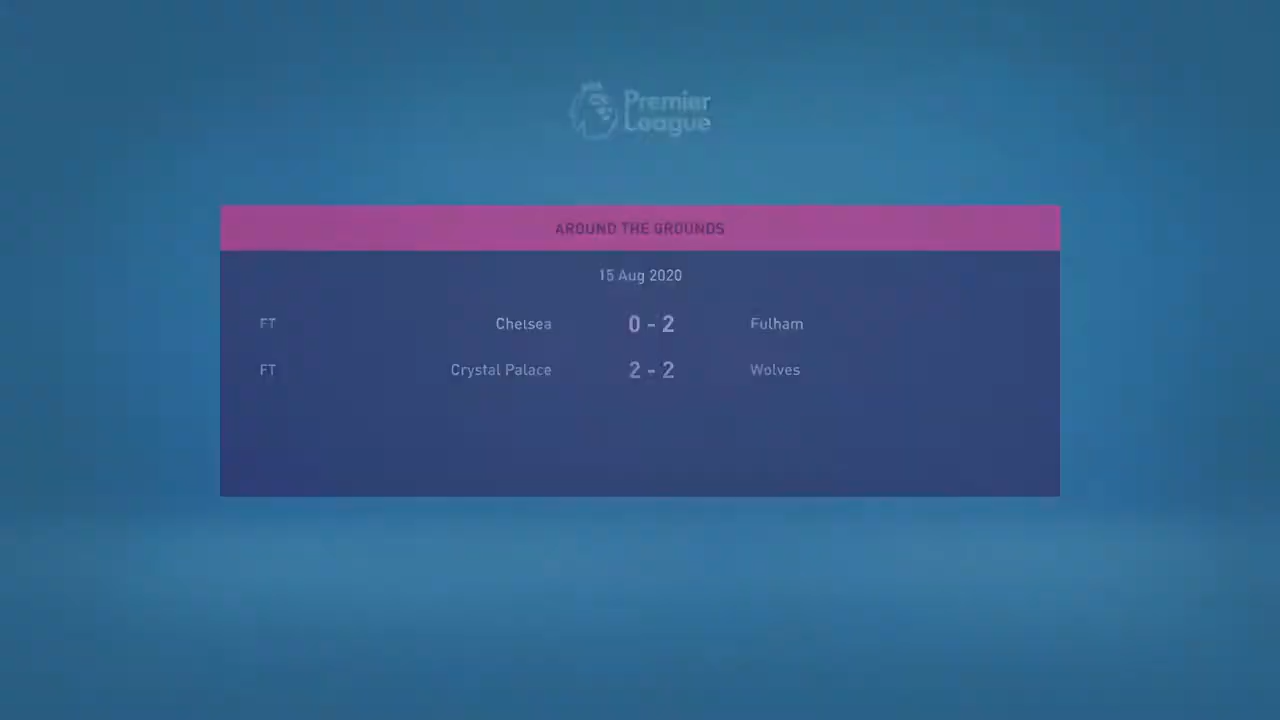 Premier
League
AROUND THE GROUNDS
15 Aug 2020
FT Chelsea 0 - 2 Fulham
FT Crystal Palace 2 - 2 Wolves